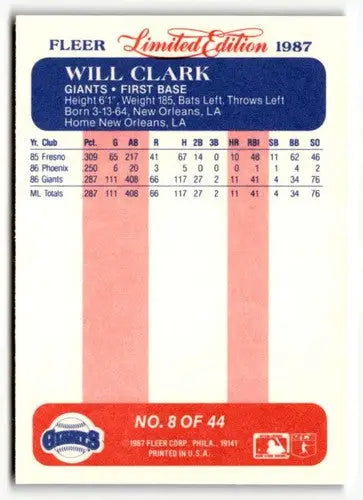 FLEER Limited Edition 1987
WILL CLARK
GIANTS • FIRST BASE
Height 6'1", Weight 185, Bats Left, Throws Left
Born 3-13-64, New Orleans, LA
Home New Orleans, LA
Yr. Club Pct. G AB R H 2B 3B HR RBI SB BB SO
85 Fresno 309 65 217 41 67 14 0 10 48 11 62 46
86 Phoenix 250 6 20 3 5 0 0 0 1 1 4 2
86 Giants 287 111 408 66 117 27 2 11 41 4 34 76
ML Totals 287 111 408 66 117 27 2 11 41 4 34 76
GIANTS
NO. 8 OF 44
©1987 FLEER CORP., PHILA., 19141
PRINTED IN U.S.A.